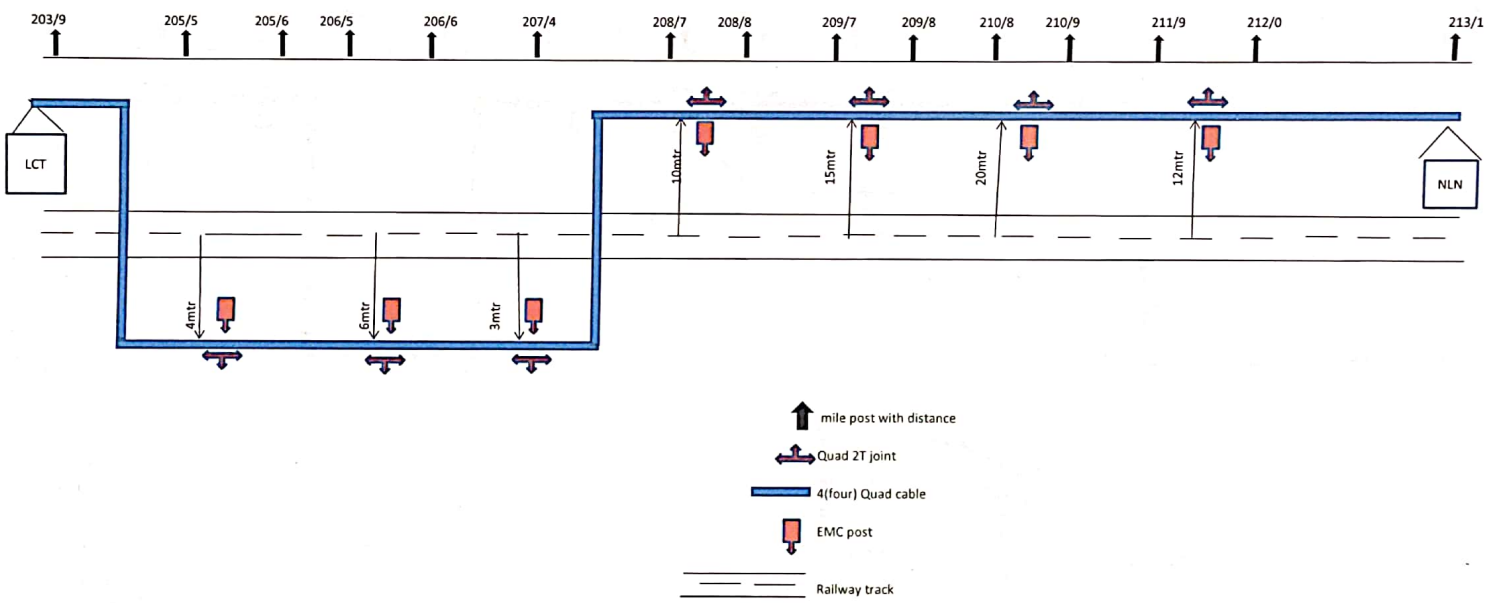 203/9 205/5 205/6 206/5 206/6 207/4 208/7 208/8 209/7 209/8 210/8 210/9 211/9 212/0 213/1
LCT
10mtr
15mtr
20mtr
12mtr
NLN
4mtr
6mtr
3mtr
mile post with distance
Quad 2T joint
4(four) Quad cable
EMC post
Railway track